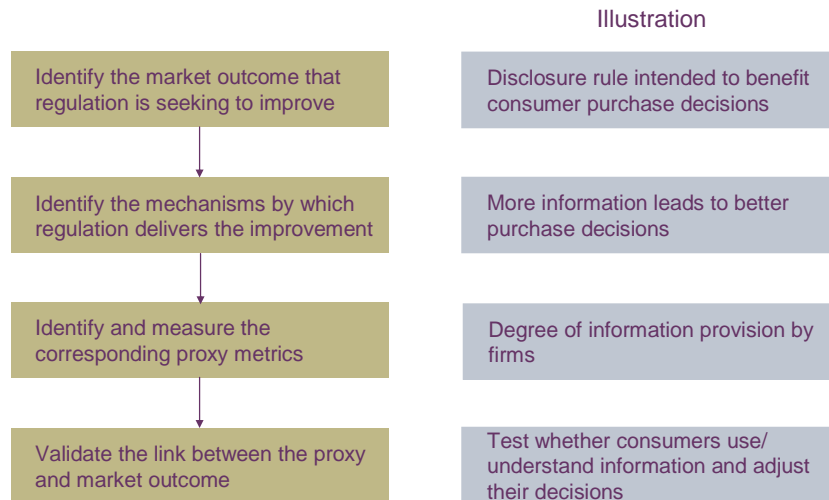 Illustration
Identify the market outcome that
regulation is seeking to improve
Disclosure rule intended to benefit
consumer purchase decisions
Identify the mechanisms by which
regulation delivers the improvement
More information leads to better
purchase decisions
Identify and measure the
corresponding proxy metrics
Degree of information provision by
firms
Validate the link between the proxy
and market outcome
Test whether consumers use/
understand information and adjust
their decisions